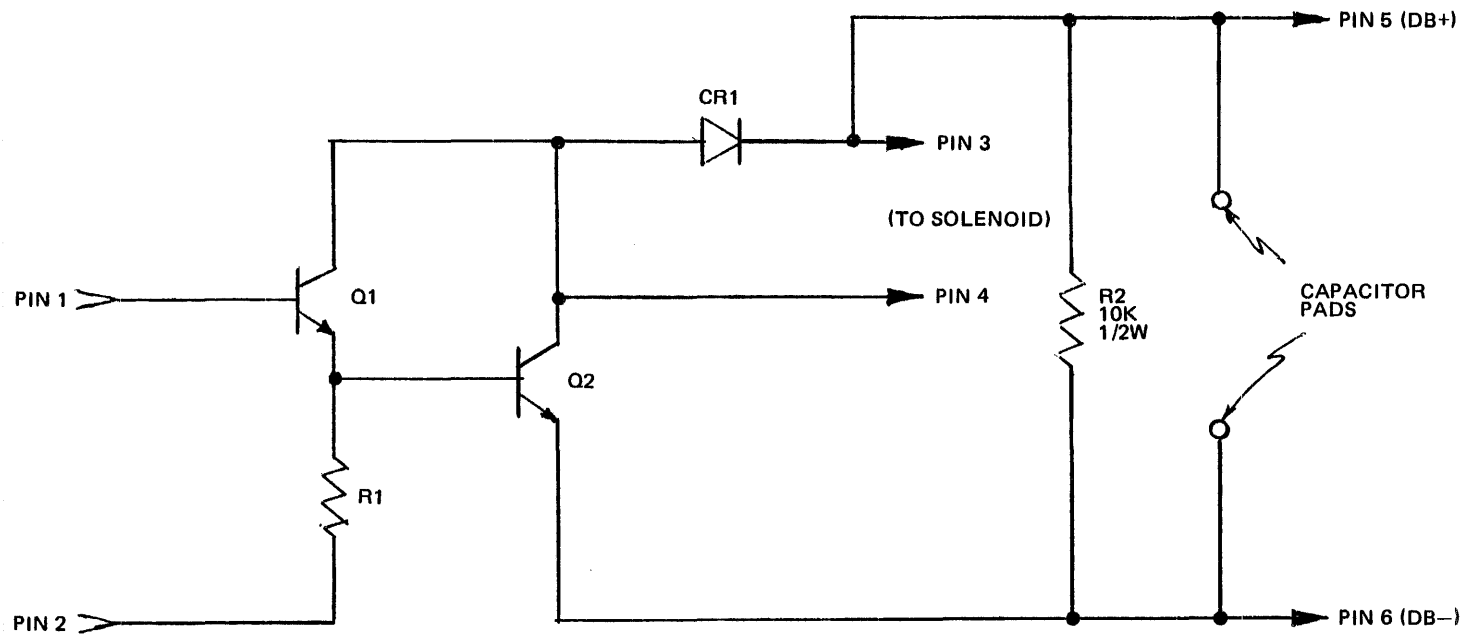 PIN 5 (DB+)
CR1
PIN 3
(TO SOLENOID)
PIN 1
Q1
PIN 4
R2
10K
1/2W
CAPACITOR
PADS
Q2
R1
PIN 2
PIN 6 (DB—)